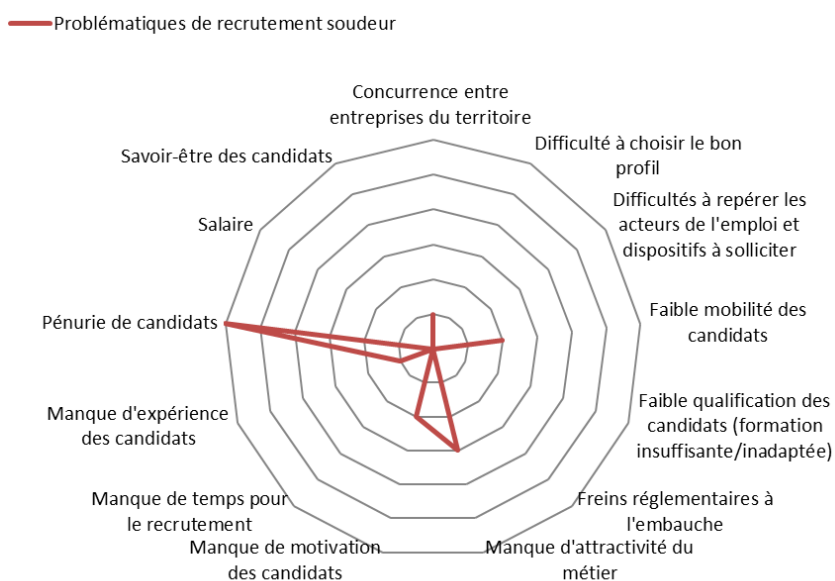 Problématiques de recrutement soudeur
Concurrence entre
entreprises du territoire
Difficulté à choisir le bon
profil
Difficultés à repérer les
acteurs de l'emploi et
dispositifs à solliciter
Faible mobilité des
candidats
Faible qualification des
candidats (formation
insuffisante/inadaptée)
Freins réglementaires à
l'embauche
Manque d'attractivité du
métier
Manque de motivation
des candidats
Manque de temps pour
le recrutement
Manque d'expérience
des candidats
Pénurie de candidats
Salaire
Savoir-être des candidats